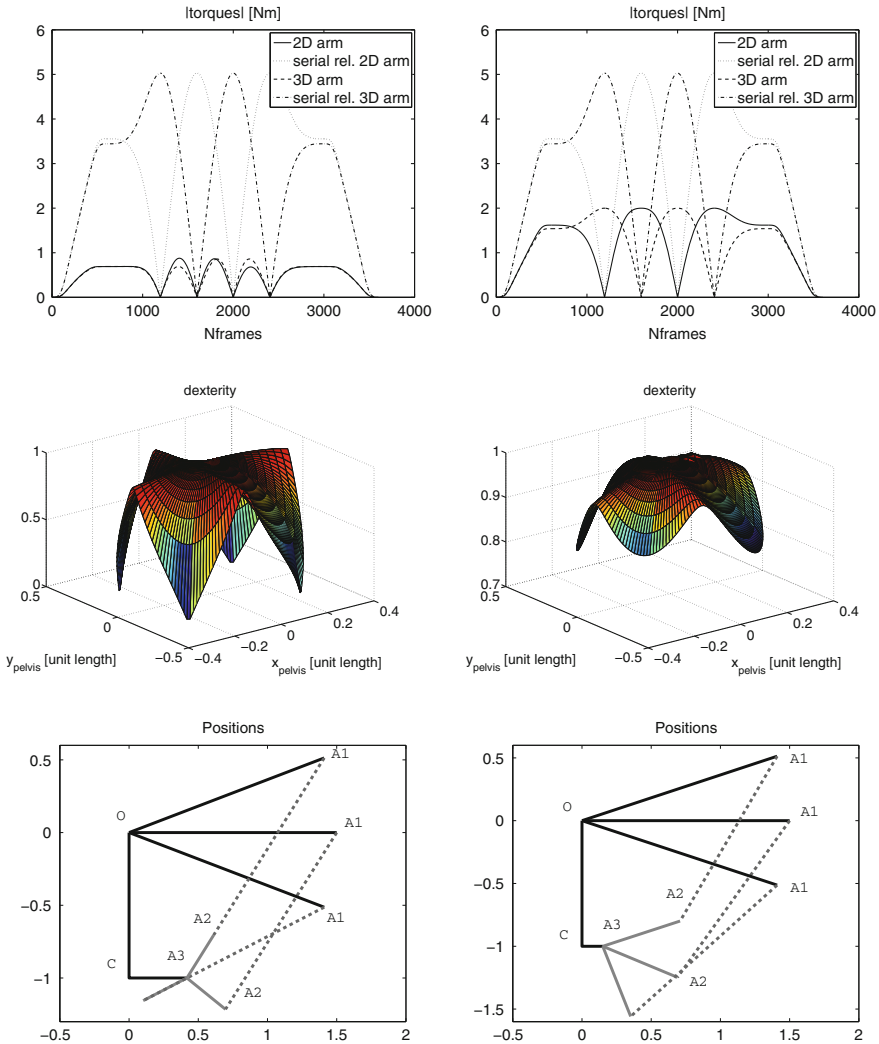 |torques| [Nm]
6
5
4
3
2
1
0
2D arm
serial rel. 2D arm
3D arm
serial rel. 3D arm
0 1000 2000 3000 4000
Nframes
|torques| [Nm]
6
5
4
3
2
1
0
2D arm
serial rel. 2D arm
3D arm
serial rel. 3D arm
0 1000 2000 3000 4000
Nframes
dexterity
1
0.5
0
0.5
0
−0.5
−0.4
−0.2
0
0.2
0.4
y_pelvis [unit length]
x_pelvis [unit length]
dexterity
1
0.9
0.8
0.7
0.5
0
−0.5
−0.4
−0.2
0
0.2
0.4
y_pelvis [unit length]
x_pelvis [unit length]
Positions
0.5
0
−0.5
−1
A1
O
A1
A1
A2
A3
C
A2
−0.5 0 0.5 1 1.5 2
Positions
0.5
0
−0.5
−1
−1.5
A1
O
A1
A1
A2
A3
C
A2
−0.5 0 0.5 1 1.5 2